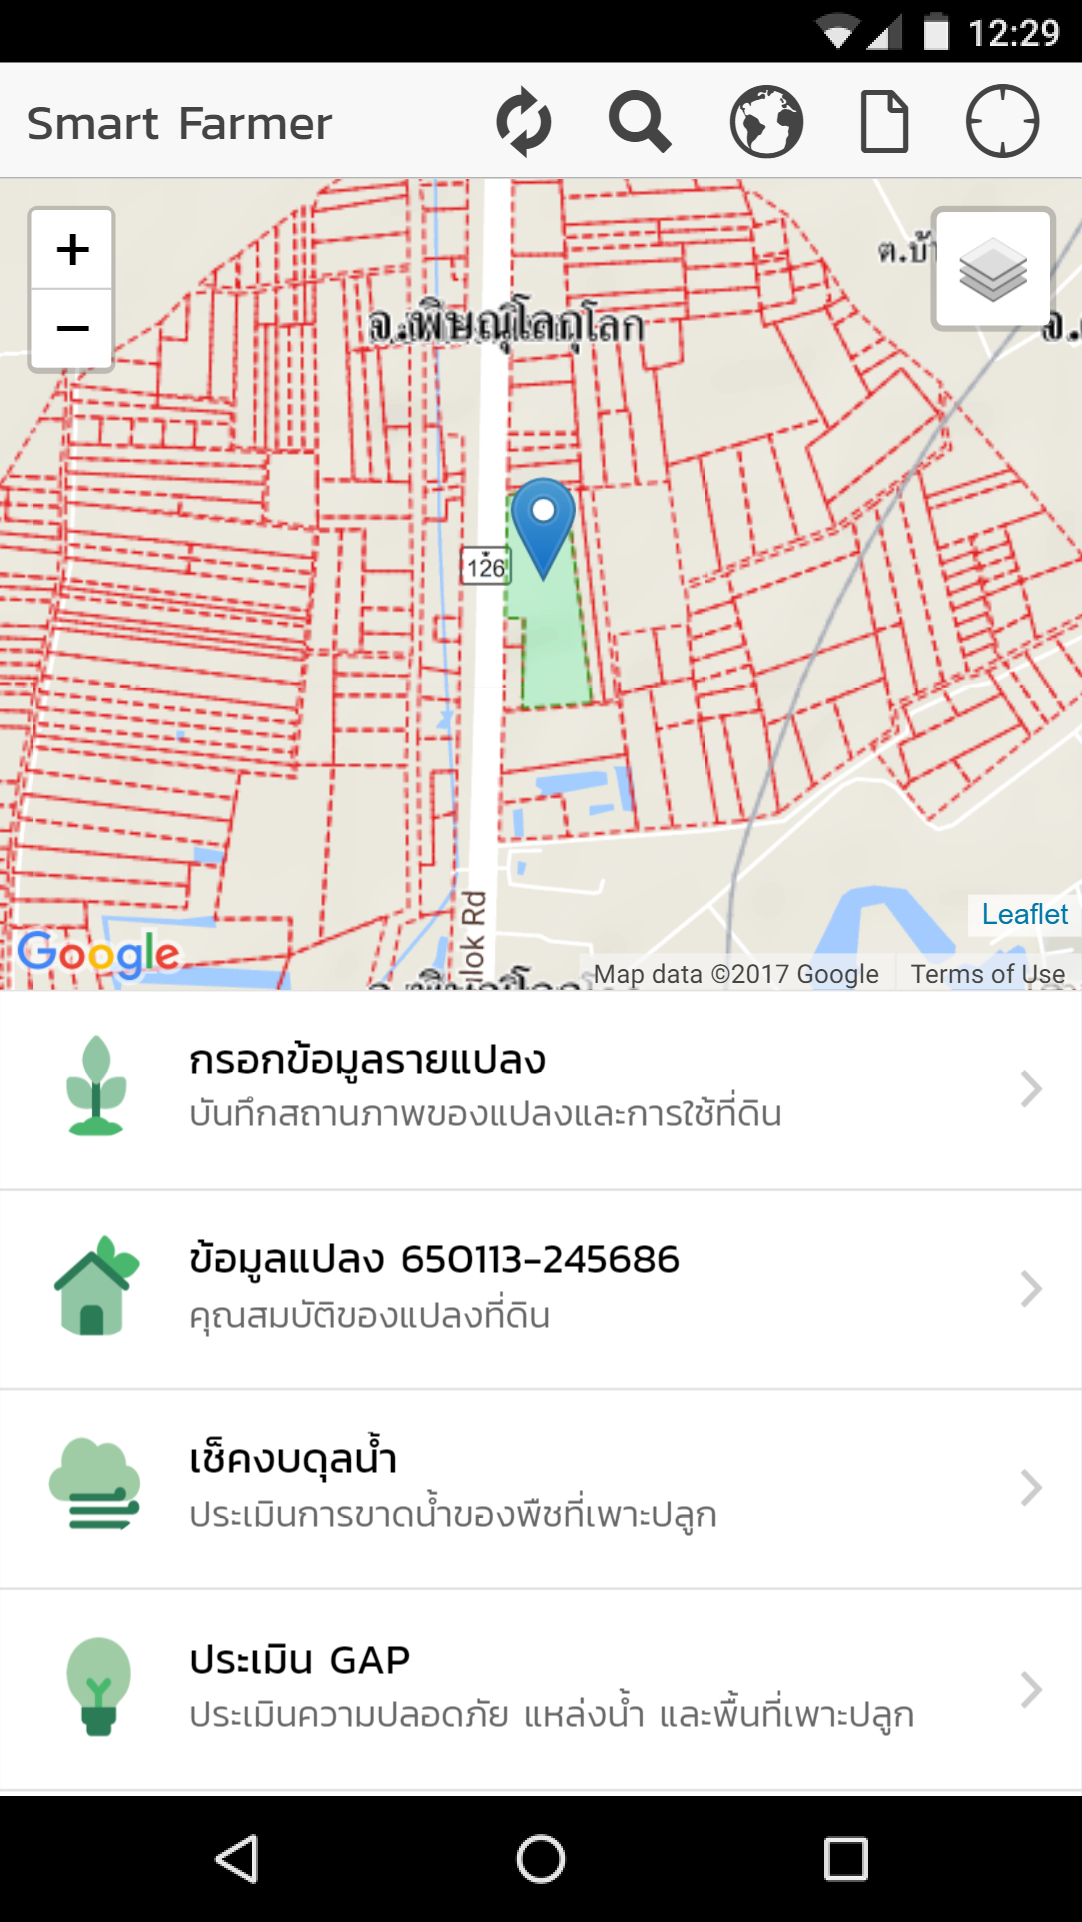 12:29
Smart Farmer
+
−
ต.บ้า
จ.พิษณุโลก
126
lok Rd
Leaflet
Google
Map data ©2017 Google
Terms of Use
กรอกข้อมูลรายแปลง
บันทึกสถานภาพของแปลงและการใช้ที่ดิน
ข้อมูลแปลง 650113-245686
คุณสมบัติของแปลงที่ดิน
เช็คงบดุลน้ำ
ประเมินการขาดน้ำของพืชที่เพาะปลูก
ประเมิน GAP
ประเมินความปลอดภัย แหล่งน้ำ และพื้นที่เพาะปลูก